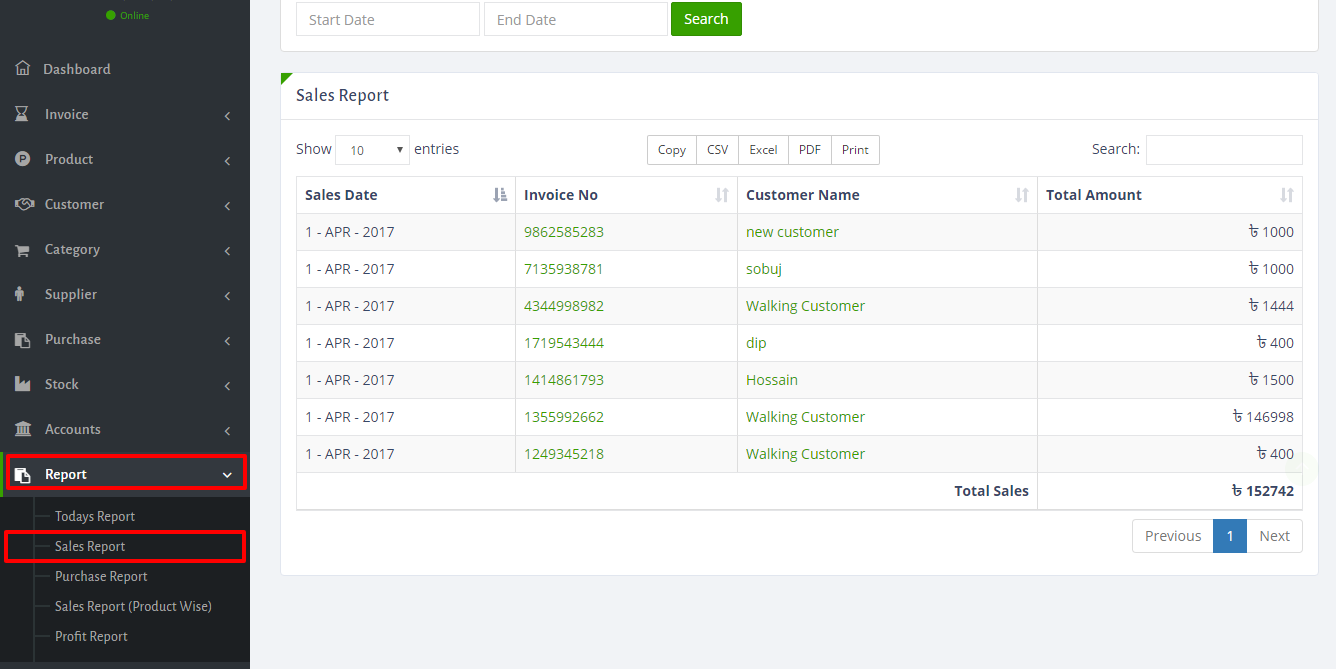 Online
Dashboard
Invoice
Product
Customer
Category
Supplier
Purchase
Stock
Accounts
Report
Todays Report
Sales Report
Purchase Report
Sales Report (Product Wise)
Profit Report
Start Date End Date Search
Sales Report
Show 10 entries Copy CSV Excel PDF Print Search:
Sales Date Invoice No Customer Name Total Amount
1 - APR - 2017 9862585283 new customer ৳ 1000
1 - APR - 2017 7135938781 sobuj ৳ 1000
1 - APR - 2017 4344998982 Walking Customer ৳ 1444
1 - APR - 2017 1719543444 dip ৳ 400
1 - APR - 2017 1414861793 Hossain ৳ 1500
1 - APR - 2017 1355992662 Walking Customer ৳ 146998
1 - APR - 2017 1249345218 Walking Customer ৳ 400
Total Sales ৳ 152742
Previous 1 Next